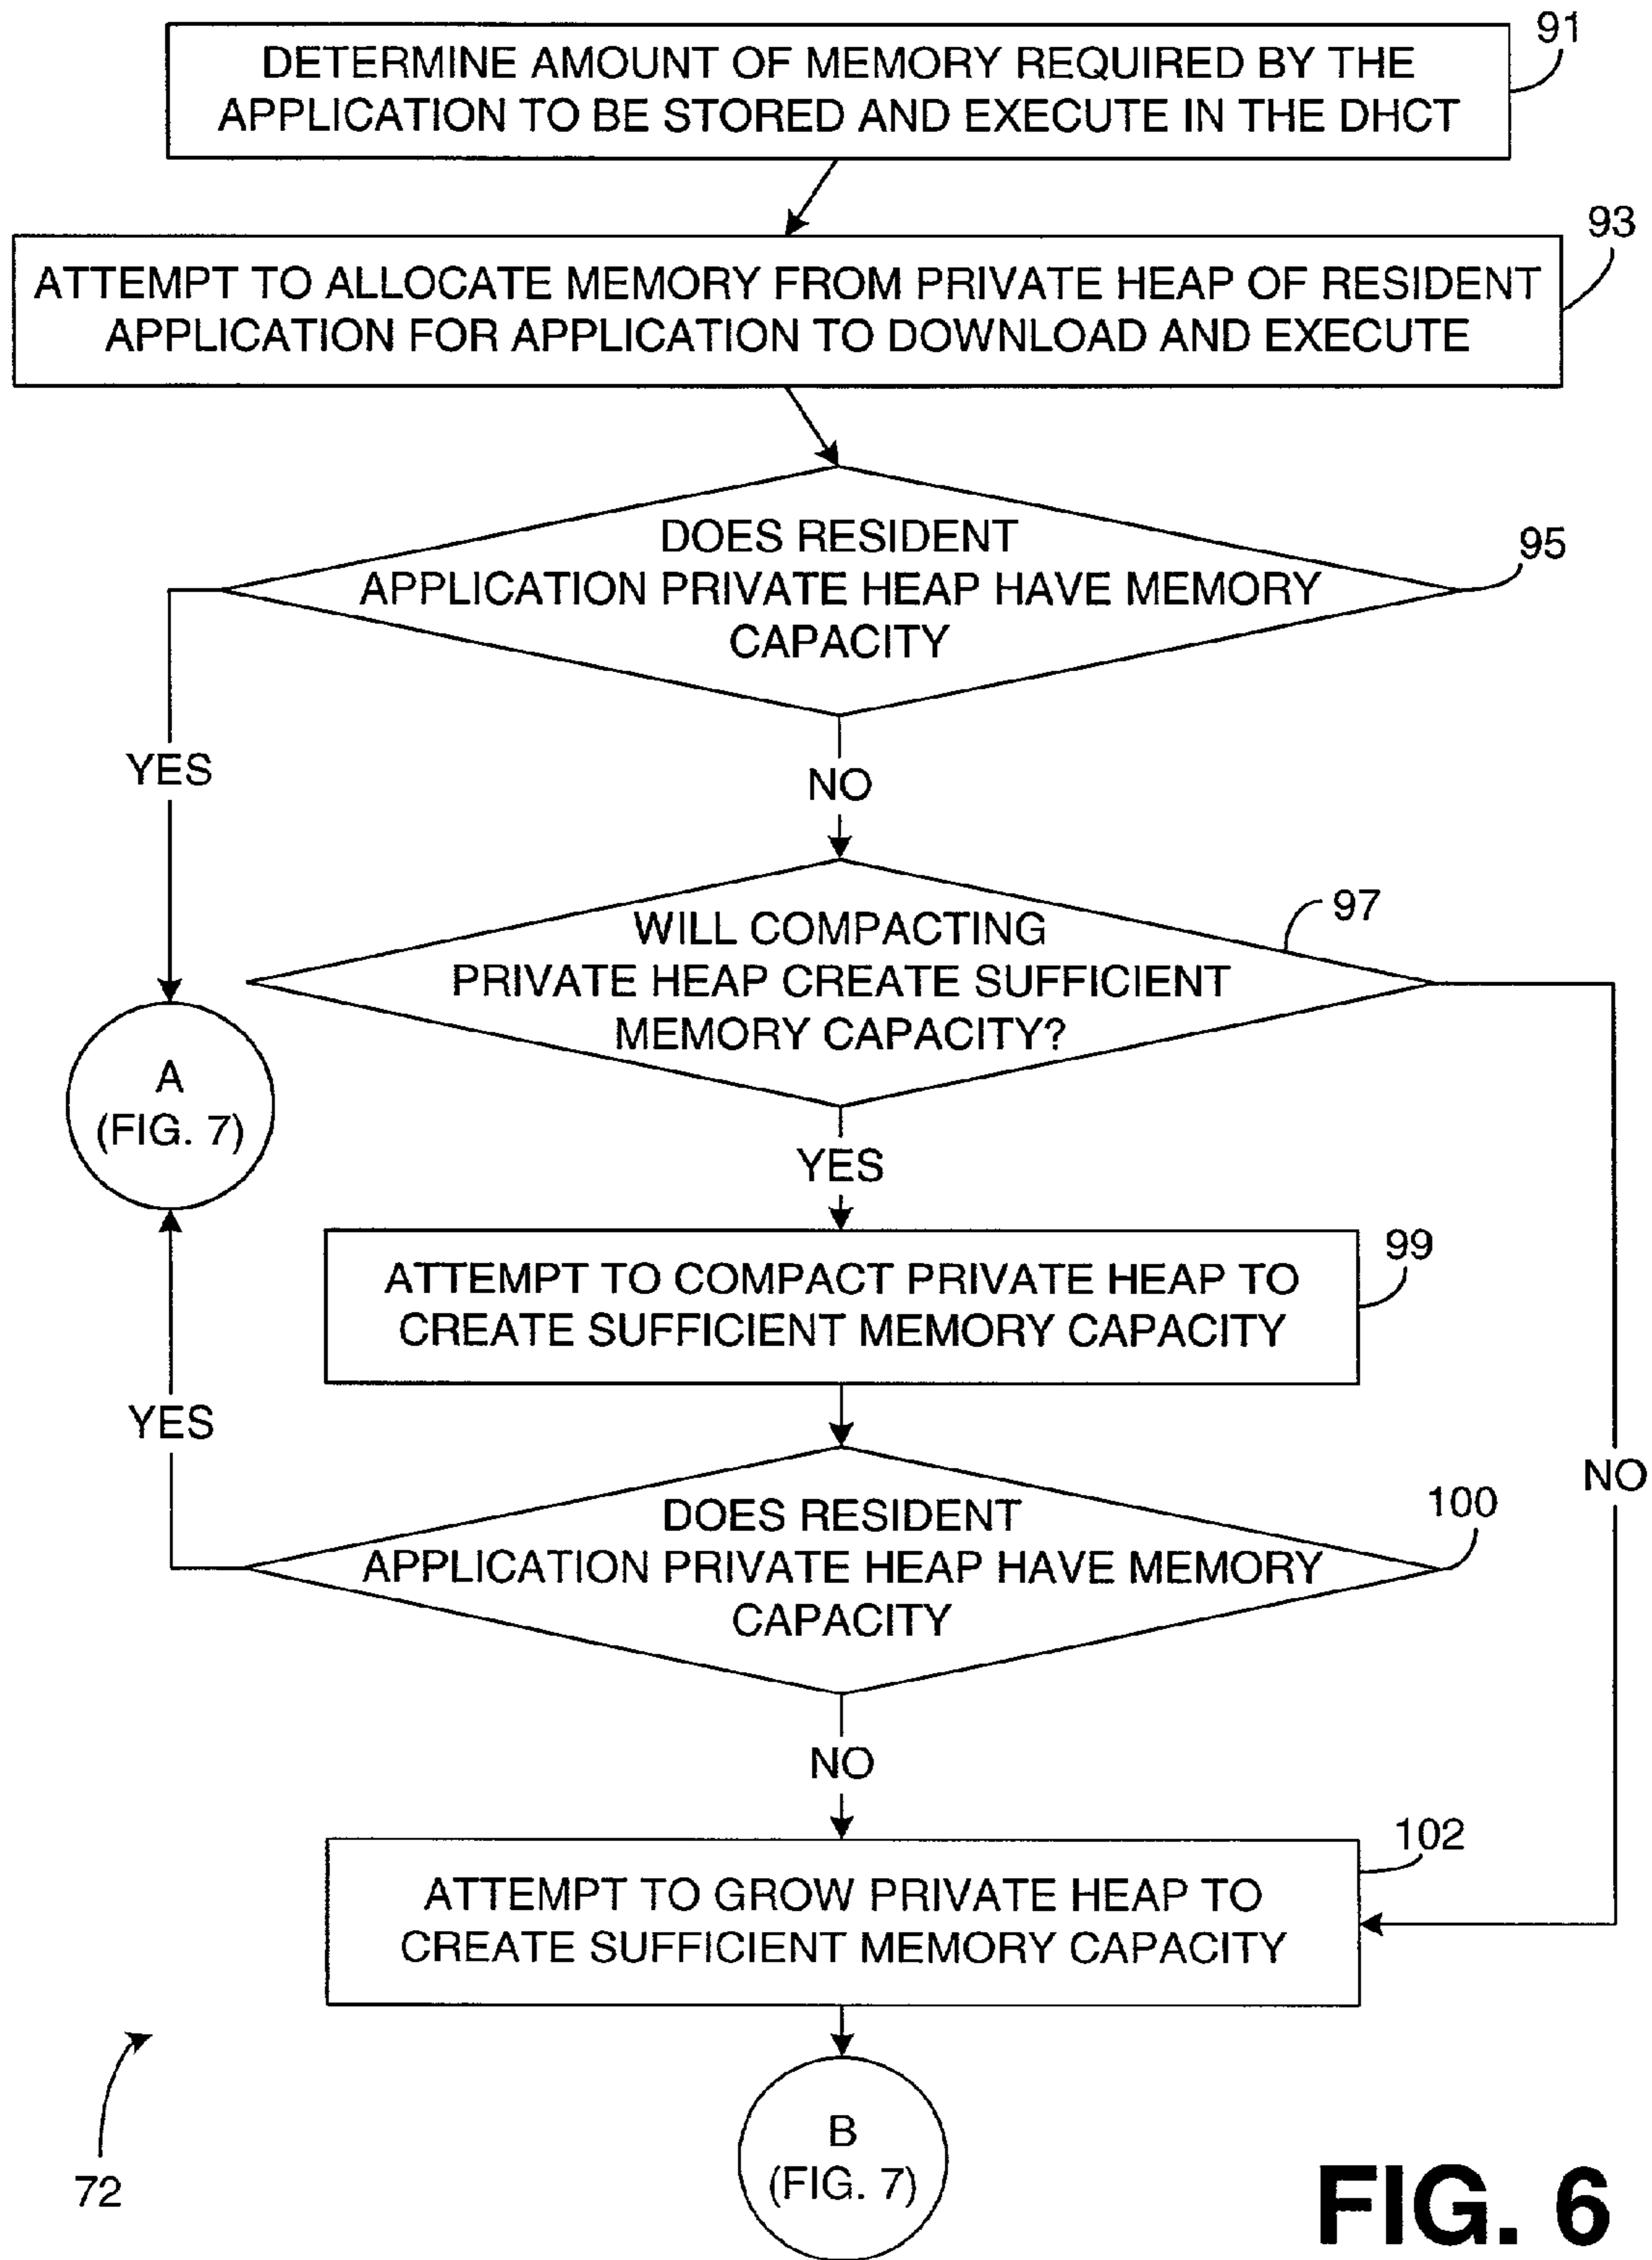 91
DETERMINE AMOUNT OF MEMORY REQUIRED BY THE
APPLICATION TO BE STORED AND EXECUTE IN THE DHCT
93
ATTEMPT TO ALLOCATE MEMORY FROM PRIVATE HEAP OF RESIDENT
APPLICATION FOR APPLICATION TO DOWNLOAD AND EXECUTE
DOES RESIDENT
APPLICATION PRIVATE HEAP HAVE MEMORY
CAPACITY
95
YES
NO
97
WILL COMPACTING
PRIVATE HEAP CREATE SUFFICIENT
MEMORY CAPACITY?
A
(FIG. 7)
YES
99
ATTEMPT TO COMPACT PRIVATE HEAP TO
CREATE SUFFICIENT MEMORY CAPACITY
YES
NO
100
DOES RESIDENT
APPLICATION PRIVATE HEAP HAVE MEMORY
CAPACITY
NO
102
ATTEMPT TO GROW PRIVATE HEAP TO
CREATE SUFFICIENT MEMORY CAPACITY
72
B
(FIG. 7)
FIG. 6